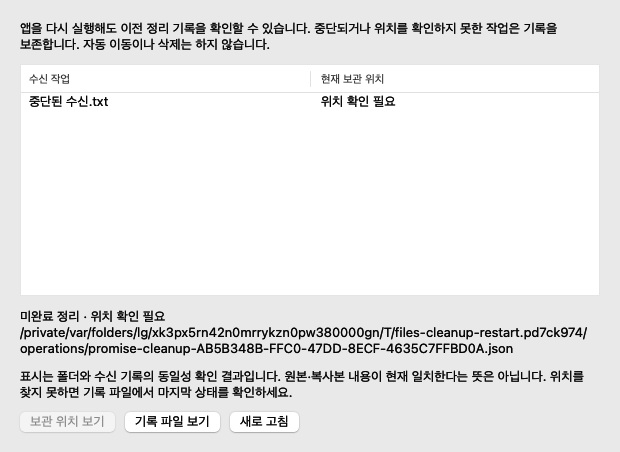 앱을 다시 실행해도 이전 정리 기록을 확인할 수 있습니다. 중단되거나 위치를 확인하지 못한 작업은 기록을
보존합니다. 자동 이동이나 삭제는 하지 않습니다.
수신 작업 현재 보관 위치
중단된 수신.txt 위치 확인 필요
미완료 정리 · 위치 확인 필요
/private/var/folders/lg/xk3px5rn42n0mrrykzn0pw380000gn/T/files-cleanup-restart.pd7ck974/
operations/promise-cleanup-AB5B348B-FFC0-47DD-8ECF-4635C7FFBD0A.json
표시는 폴더와 수신 기록의 동일성 확인 결과입니다. 원본·복사본 내용이 현재 일치한다는 뜻은 아닙니다. 위치를
찾지 못하면 기록 파일에서 마지막 상태를 확인하세요.
보관 위치 보기 기록 파일 보기 새로 고침